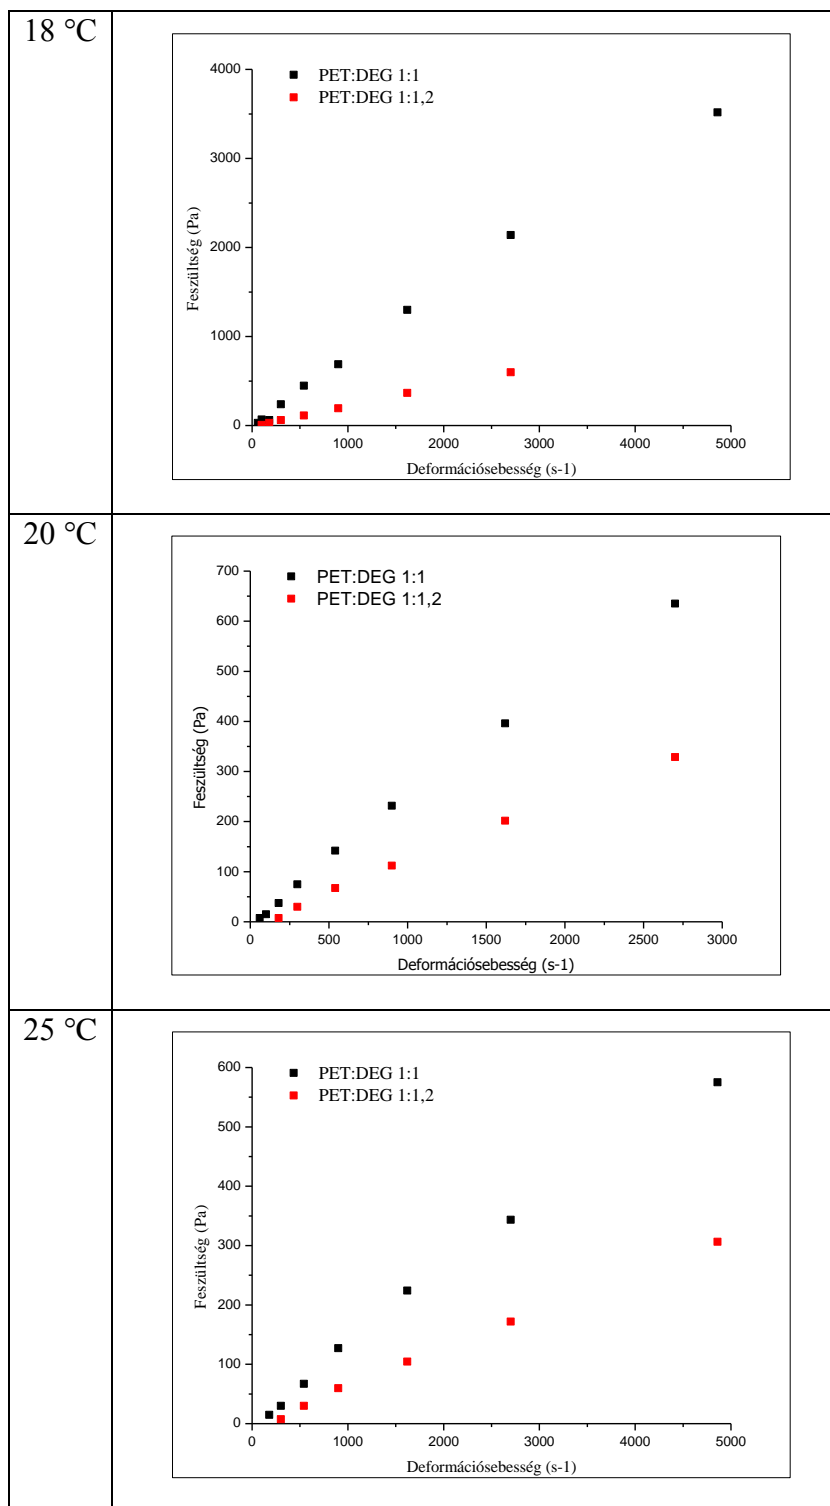 18 °C
PET:DEG 1:1
PET:DEG 1:1,2
4000
3000
2000
1000
0
Feszültség (Pa)
0 1000 2000 3000 4000 5000
Deformációsebesség (s-1)
20 °C
PET:DEG 1:1
PET:DEG 1:1,2
700
600
500
400
300
200
100
0
Feszültség (Pa)
0 500 1000 1500 2000 2500 3000
Deformációsebesség (s-1)
25 °C
PET:DEG 1:1
PET:DEG 1:1,2
600
500
400
300
200
100
0
Feszültség (Pa)
0 1000 2000 3000 4000 5000
Deformációsebesség (s-1)